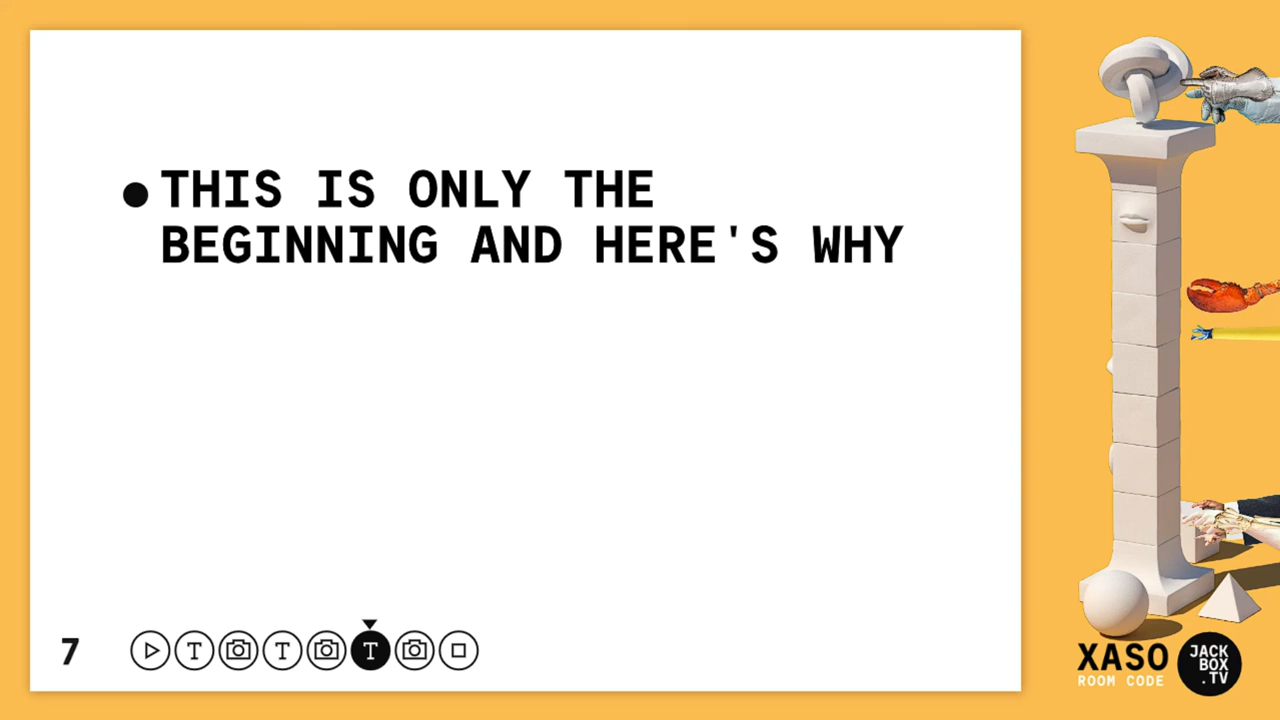 THIS IS ONLY THE
BEGINNING AND HERE'S WHY
7
T
T
T
XASO
ROOM CODE
JACK
BOX
.TV